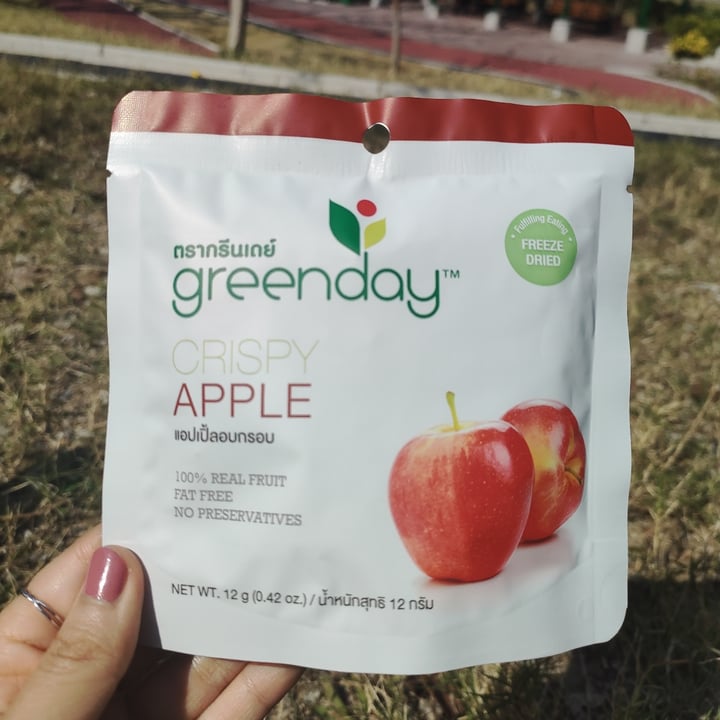 ตรากรีนเดย์
greenday™
• Fulfilling Eating •
FREEZE
DRIED
CRISPY
APPLE
แอปเปิ้ลอบกรอบ
100% REAL FRUIT
FAT FREE
NO PRESERVATIVES
NET WT. 12 g (0.42 oz.) / น้ำหนักสุทธิ 12 กรัม